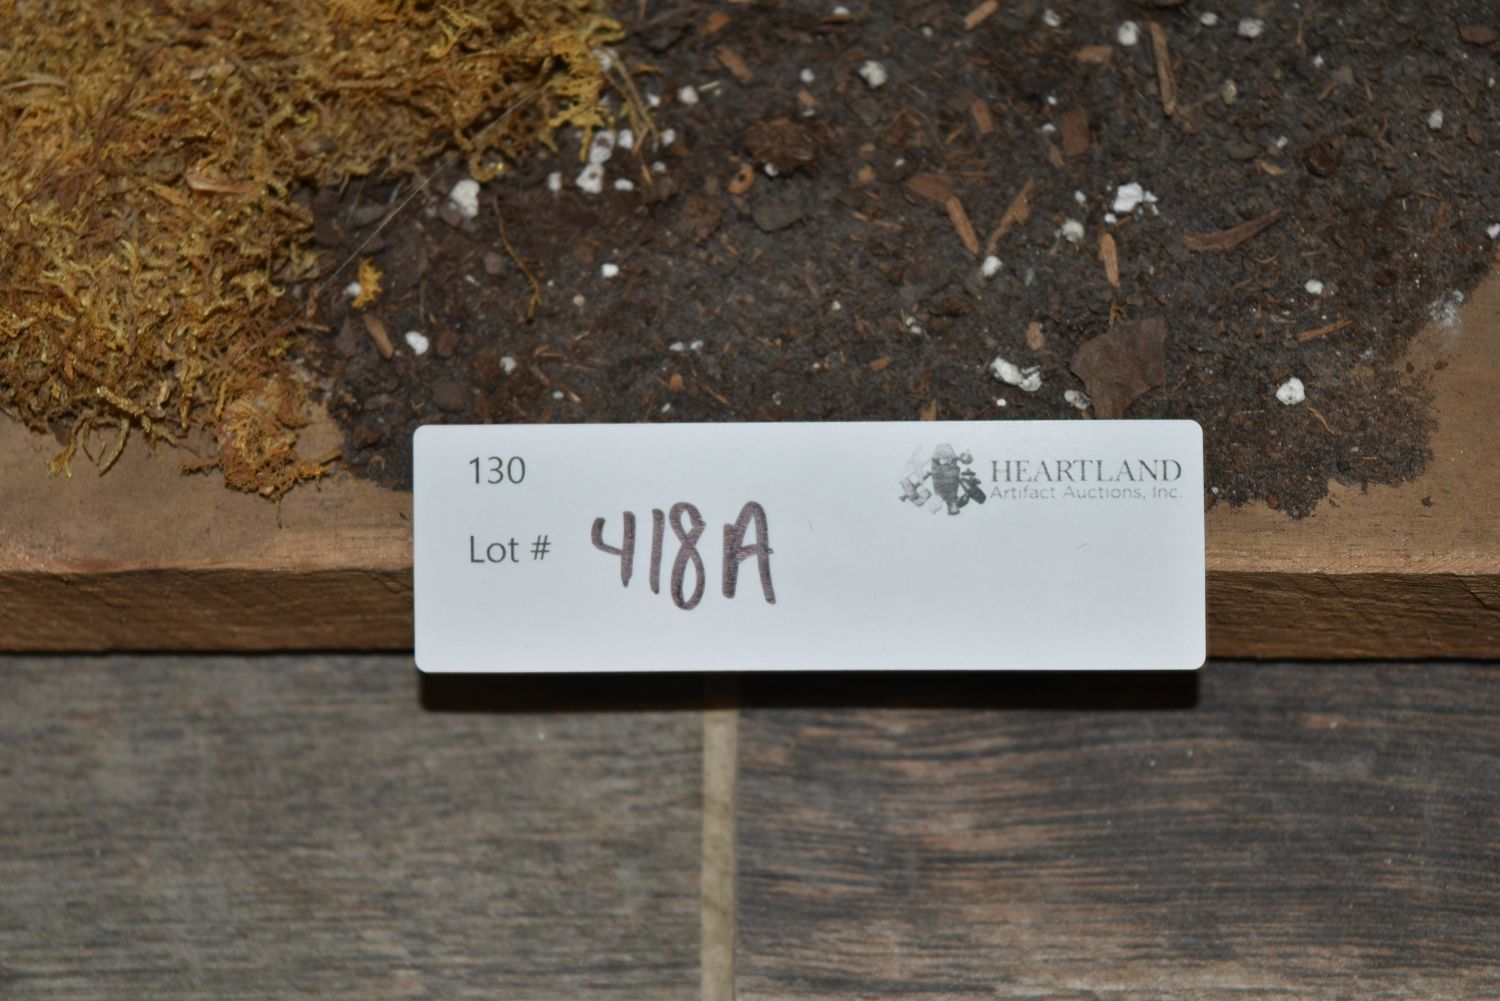 130
HEARTLAND
Artifact Auctions, Inc.
Lot # 418A